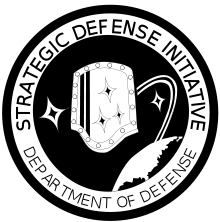 STRATEGIC DEFENSE INITIATIVE
DEPARTMENT OF DEFENSE